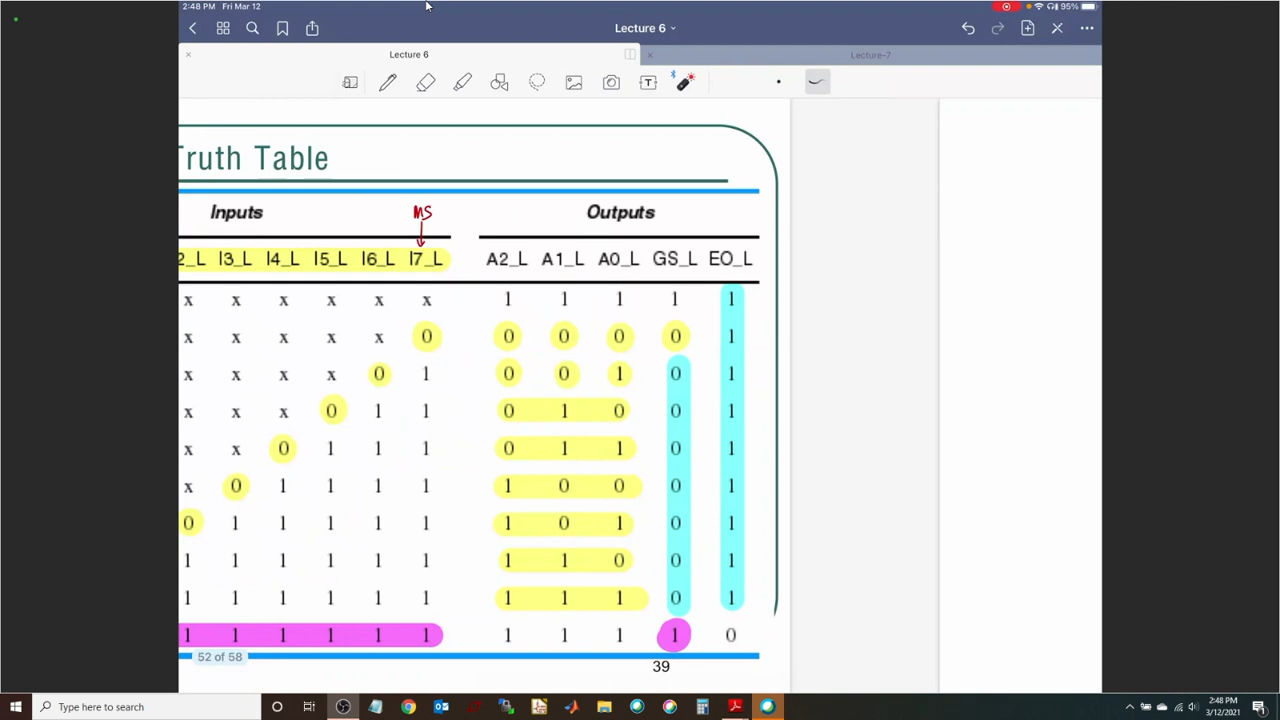 2:48 PM Fri Mar 12 95%
Lecture 6
Lecture 6 Lecture-7
Truth Table
MS
Inputs Outputs
2_L I3_L I4_L I5_L I6_L I7_L A2_L A1_L A0_L GS_L EO_L
x x x x x x 1 1 1 1 1
x x x x x 0 0 0 0 0 1
x x x x 0 1 0 0 1 0 1
x x x 0 1 1 0 1 0 0 1
x x 0 1 1 1 0 1 1 0 1
x 0 1 1 1 1 1 0 0 0 1
0 1 1 1 1 1 1 0 1 0 1
1 1 1 1 1 1 1 1 0 0 1
1 1 1 1 1 1 1 1 1 0 1
1 1 1 1 1 1 1 1 1 1 0
52 of 58
39
Type here to search
2:48 PM
3/12/2021